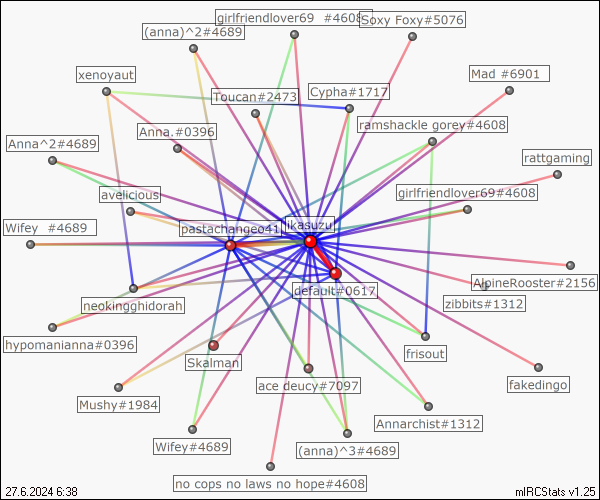 girlfriendlover69 #4608
Soxy Foxy#5076
(anna)^2#4689
xenoyaut
Mad #6901
Toucan#2473
Cypha#1717
Anna.#0396
ramshackle gorey#4608
Anna^2#4689
rattgaming
avelicious
girlfriendlover69#4608
Wifey #4689
pastachangeo41
likasuzu
default#0617
AlpineRooster#2156
neokingghidorah
zibbits#1312
hypomanianna#0396
frisout
Skalman
ace deucy#7097
fakedingo
Mushy#1984
Annarchist#1312
Wifey#4689
(anna)^3#4689
no cops no laws no hope#4608
27.6.2024 6:38
mIRCStats v1.25